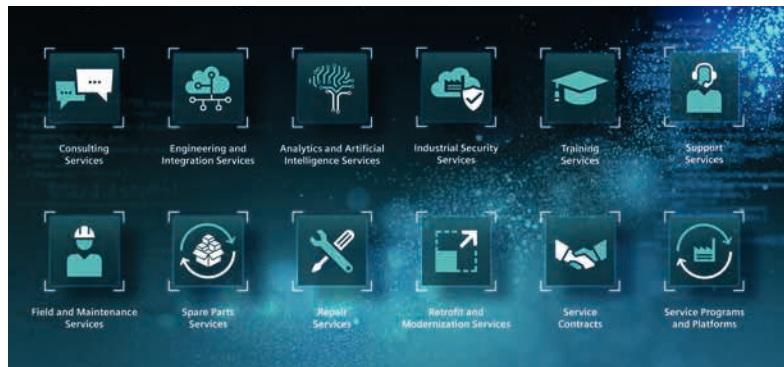 Consulting
Services
Engineering and
Integration Services
Analytics and Artificial
Intelligence Services
Industrial Security
Services
Training
Services
Support
Services
Field and Maintenance
Services
Spare Parts
Services
Repair
Services
Retrofit and
Modernization Services
Service
Contracts
Service Programs
and Platforms